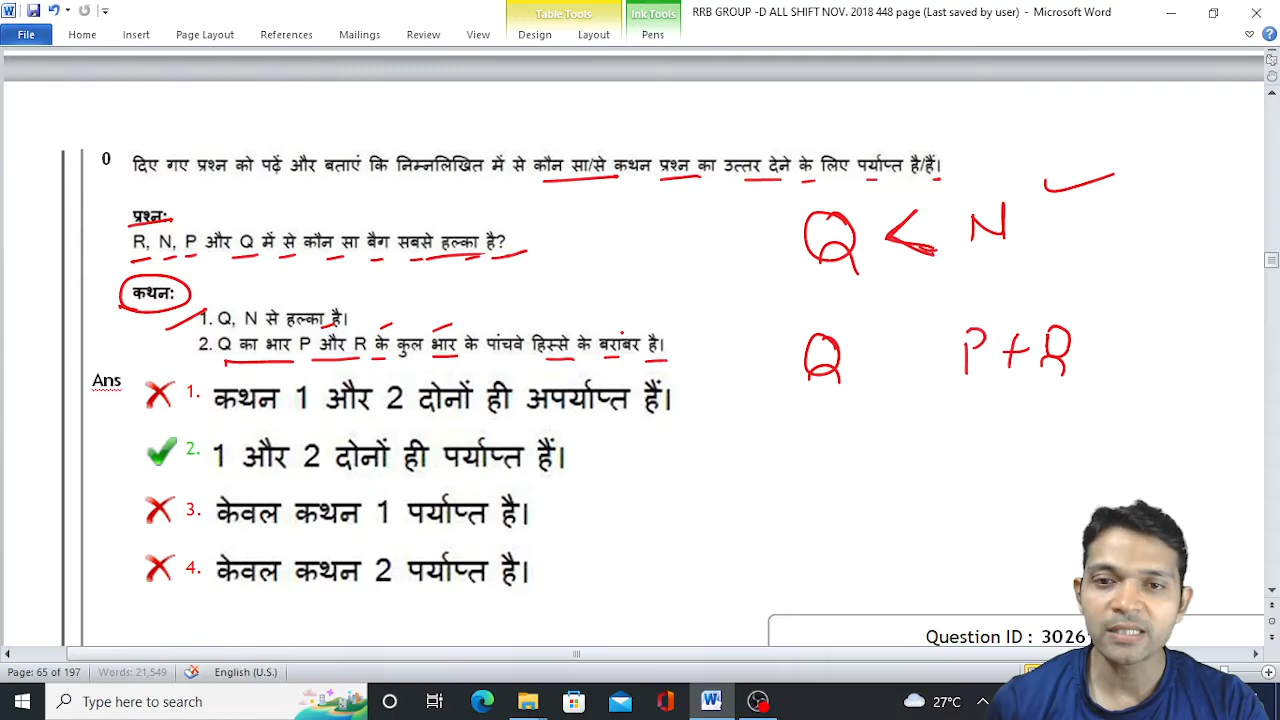 Table Tools
Ink Tools
RRB GROUP -D ALL SHIFT NOV. 2018 448 page (Last saved by user) - Microsoft Word
File Home Insert Page Layout References Mailings Review View Design Layout Pens
0 दिए गए प्रश्न को पढ़ें और बताएं कि निम्नलिखित में से कौन सा/से कथन प्रश्न का उत्तर देने के लिए पर्याप्त है/हैं।
प्रश्न:
R, N, P और Q में से कौन सा बैग सबसे हल्का है?
कथन:
1. Q, N से हल्का है।
2. Q का भार P और R के कुल भार के पांचवे हिस्से के बराबर है।
Q < N
Q P + R
Ans
1. कथन 1 और 2 दोनों ही अपर्याप्त हैं।
2. 1 और 2 दोनों ही पर्याप्त हैं।
3. केवल कथन 1 पर्याप्त है।
4. केवल कथन 2 पर्याप्त है।
Question ID : 3026
Page: 65 of 197 Words: 21,549 English (U.S.)
Type here to search
27°C